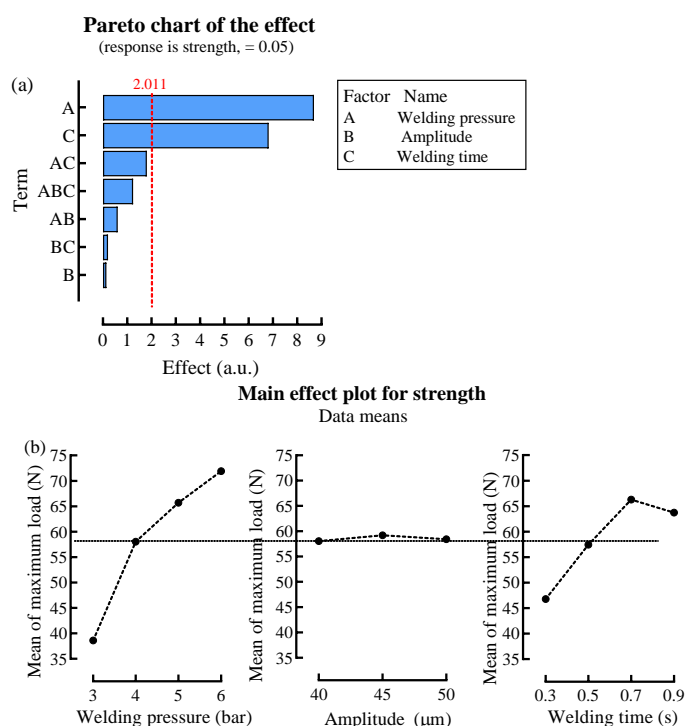 Pareto chart of the effect
(response is strength, = 0.05)
(a)
2.011
Term
A
C
AC
ABC
AB
BC
B
0 1 2 3 4 5 6 7 8 9
Effect (a.u.)
Factor Name
A Welding pressure
B Amplitude
C Welding time
Main effect plot for strength
Data means
(b)
Mean of maximum load (N)
75
70
65
60
55
50
45
40
35
3 4 5 6
Welding pressure (bar)
Mean of maximum load (N)
75
70
65
60
55
50
45
40
35
40 45 50
Amplitude (μm)
Mean of maximum load (N)
75
70
65
60
55
50
45
40
35
0.3 0.5 0.7 0.9
Welding time (s)